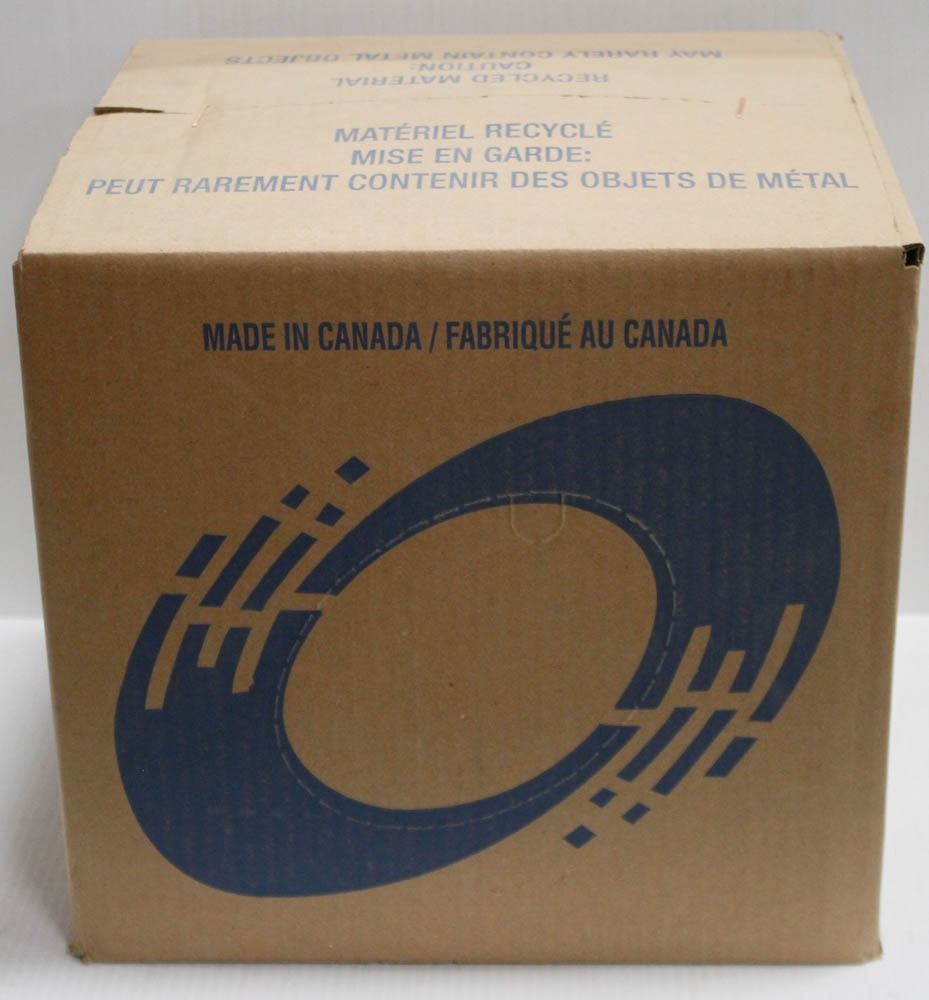 RECYCLED MATERIAL
CAUTION:
MAY RARELY CONTAIN METAL OBJECTS
MATÉRIEL RECYCLÉ
MISE EN GARDE:
PEUT RAREMENT CONTENIR DES OBJETS DE MÉTAL
MADE IN CANADA / FABRIQUÉ AU CANADA